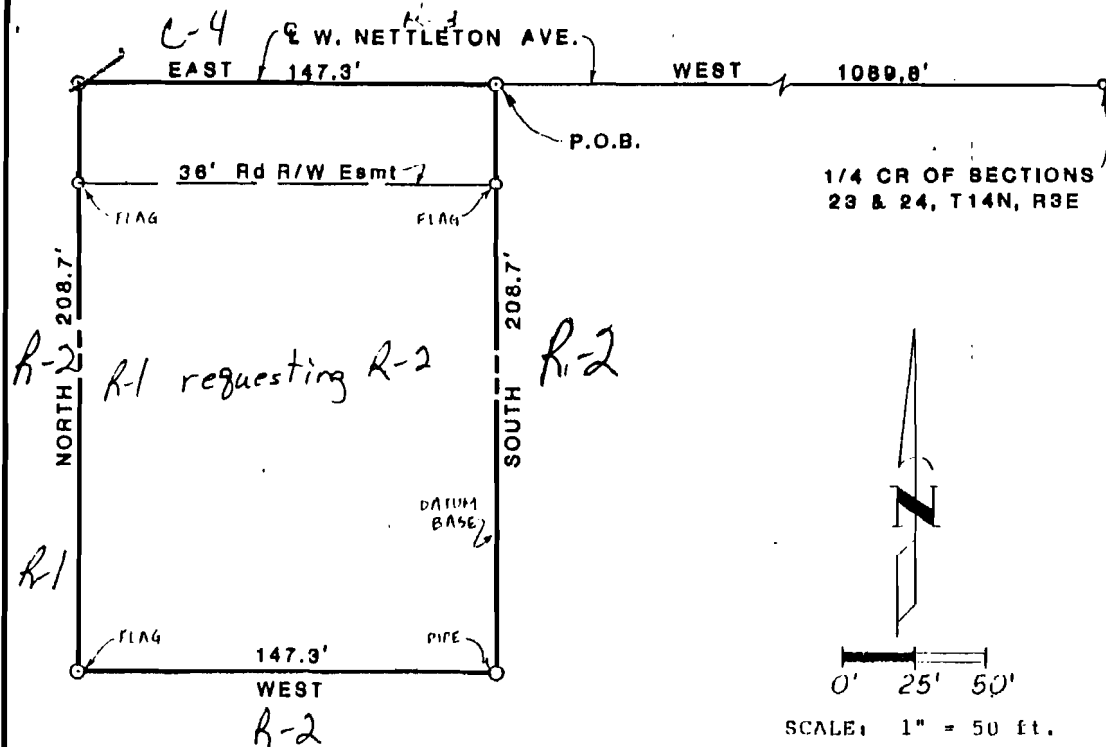 C-4
℄ W. NETTLETON AVE.
EAST 147.3'
WEST 1089.8'
P.O.B.
1/4 CR OF SECTIONS
23 & 24, T14N, R3E
36' Rd R/W Esmt
FLAG
FLAG
NORTH 208.7'
SOUTH 208.7'
R-2
R-1 requesting R-2
R-2
DATUM
BASE
R-1
FLAG
PIPE
147.3'
WEST
R-2
N
0' 25' 50'
SCALE: 1" = 50 ft.